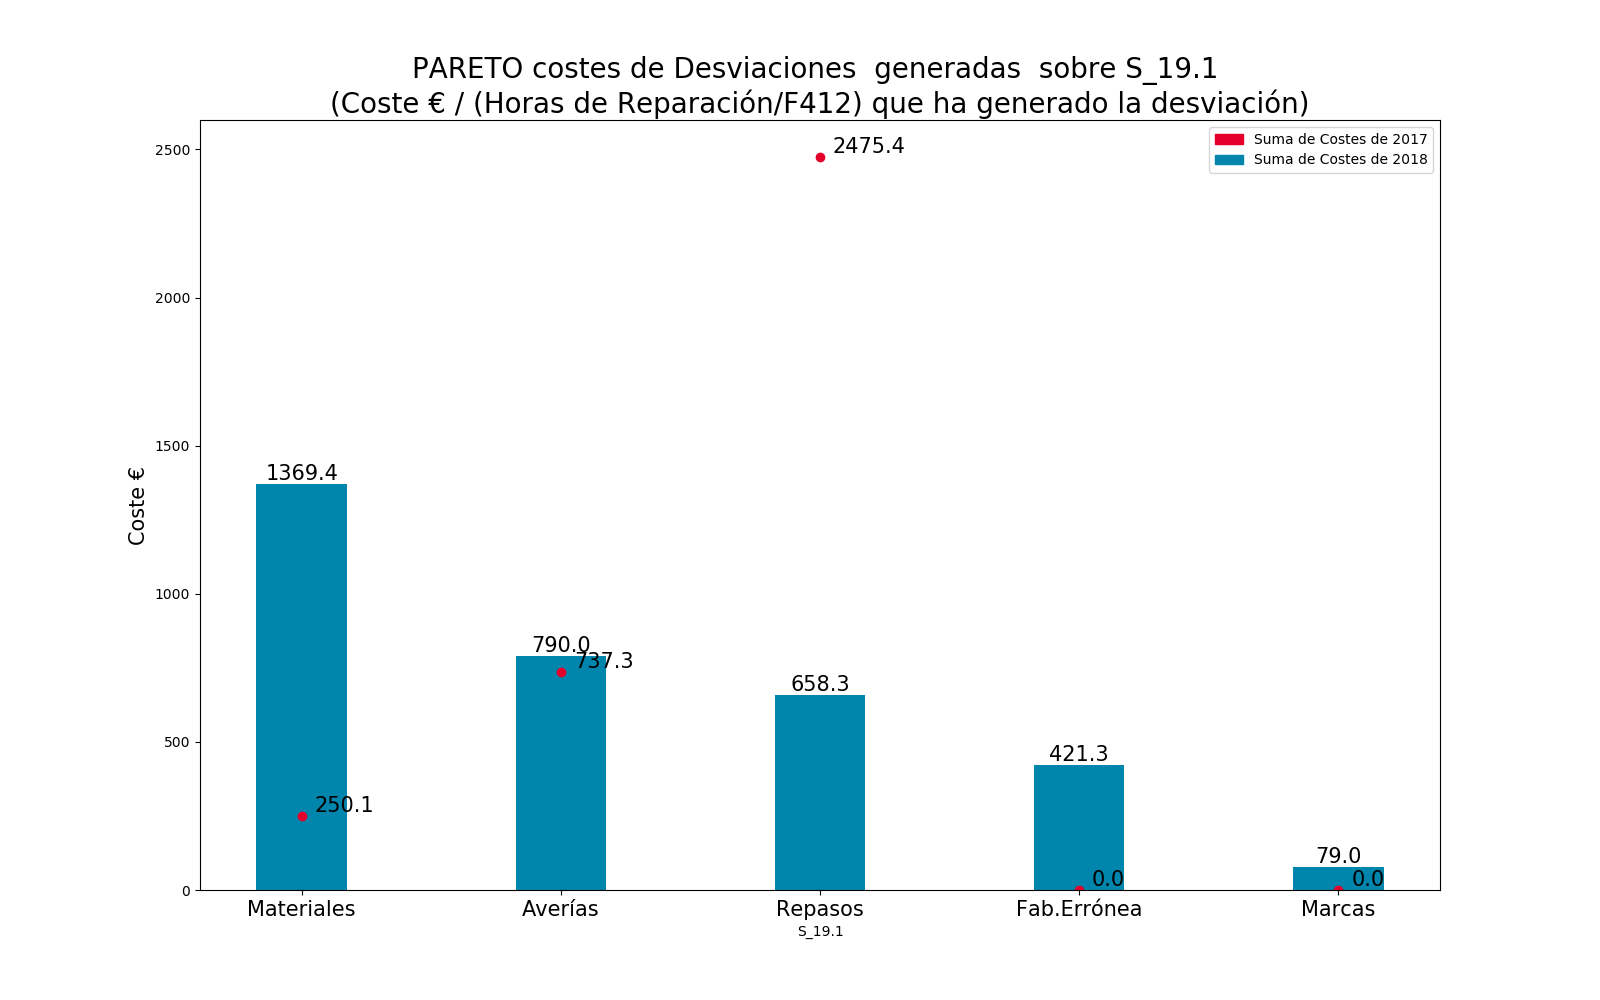 PARETO costes de Desviaciones  generadas  sobre S_19.1
(Coste € / (Horas de Reparación/F412) que ha generado la desviación)
Suma de Costes de 2017
Suma de Costes de 2018
Coste €
2500
2000
1500
1000
500
0
2475.4
1369.4
790.0
737.3
658.3
421.3
250.1
79.0
0.0
0.0
Materiales
Averías
Repasos
Fab.Errónea
Marcas
S_19.1